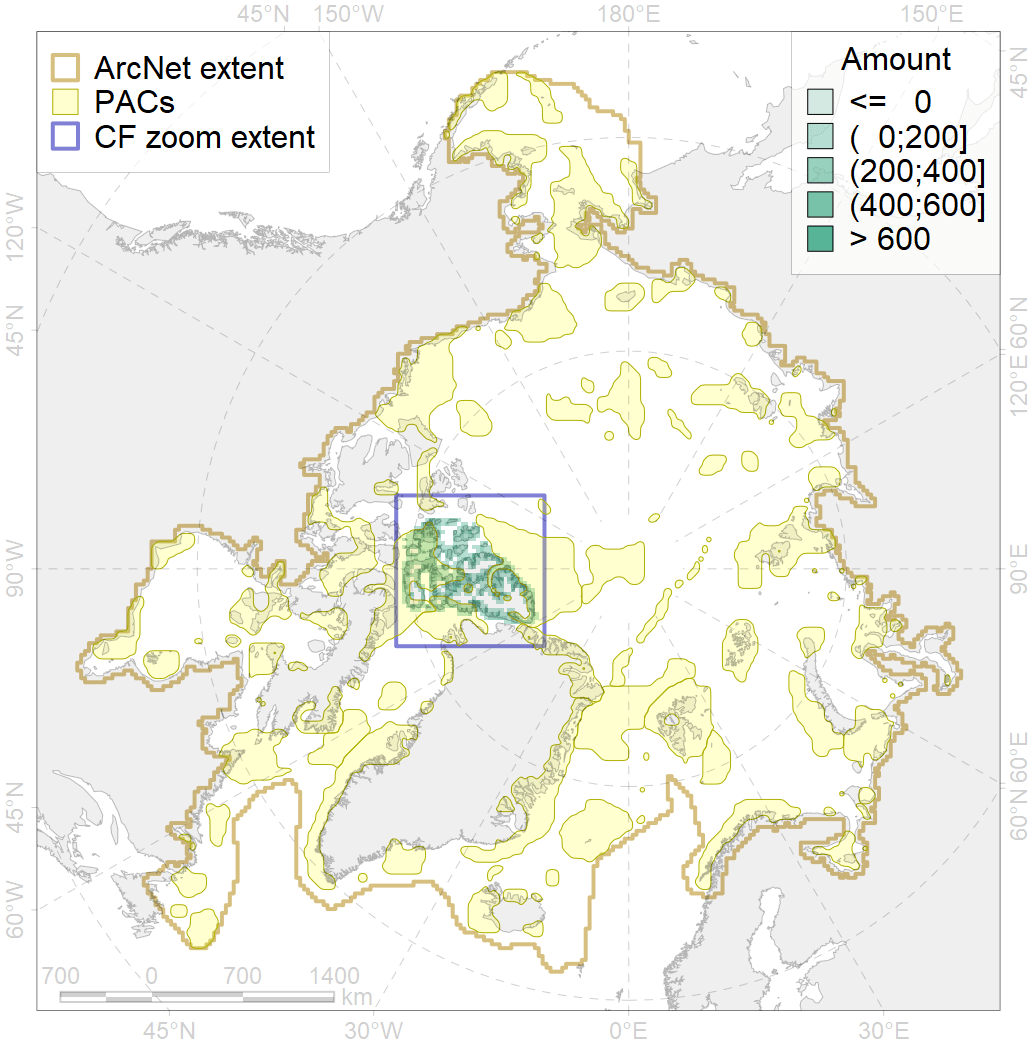 45°N 150°W 180°E 150°E
ArcNet extent
PACs
CF zoom extent
Amount
<= 0
( 0;200]
(200;400]
(400;600]
> 600
45°N
120°W
45°N
90°W
45°N
60°W
60°N
120°E
90°E
60°E
60°N
700 0 700 1400
km
45°N 30°W 0°E 30°E